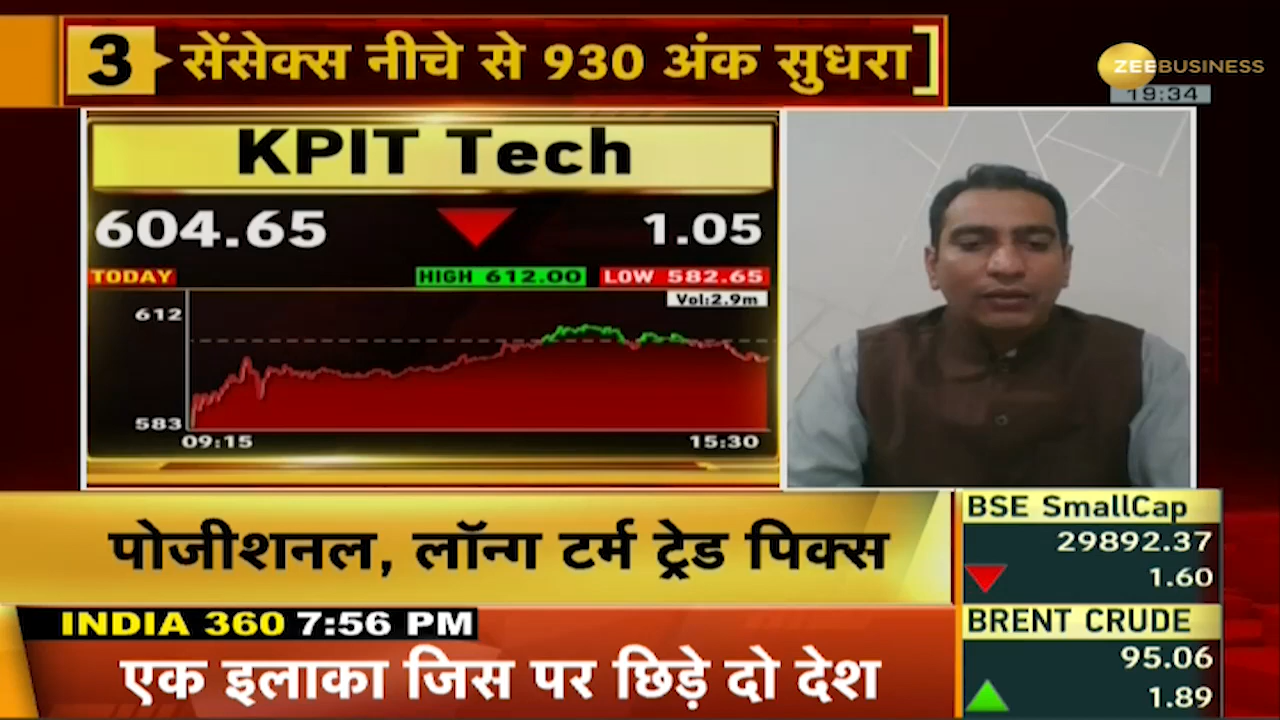 3 सेंसेक्स नीचे से 930 अंक सुधरा
ZEEBUSINESS
19:34
KPIT Tech
604.65 1.05
TODAY HIGH 612.00 LOW 582.65
Vol:2.9m
612
583
09:15 15:30
पोजीशनल, लॉन्ग टर्म ट्रेड पिक्स
BSE SmallCap
29892.37
1.60
INDIA 360 7:56 PM
एक इलाका जिस पर छिड़े दो देश
BRENT CRUDE
95.06
1.89